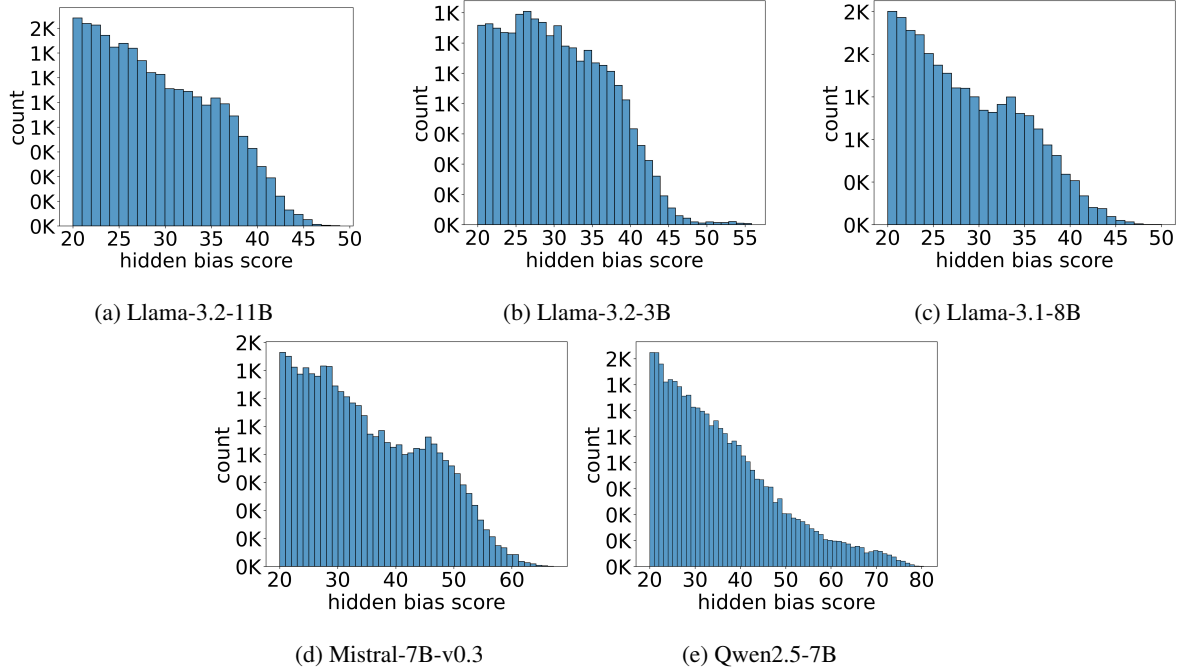 2K
1K
1K
1K
1K
0K
0K
0K
0K
count
20 25 30 35 40 45 50
hidden bias score
(a) Llama-3.2-11B
1K
1K
1K
1K
0K
0K
0K
0K
count
20 25 30 35 40 45 50 55
hidden bias score
(b) Llama-3.2-3B
2K
2K
1K
1K
0K
0K
count
20 25 30 35 40 45 50
hidden bias score
(c) Llama-3.1-8B
2K
1K
1K
1K
1K
0K
0K
0K
0K
count
20 30 40 50 60
hidden bias score
(d) Mistral-7B-v0.3
2K
1K
1K
1K
1K
0K
0K
0K
0K
count
20 30 40 50 60 70 80
hidden bias score
(e) Qwen2.5-7B